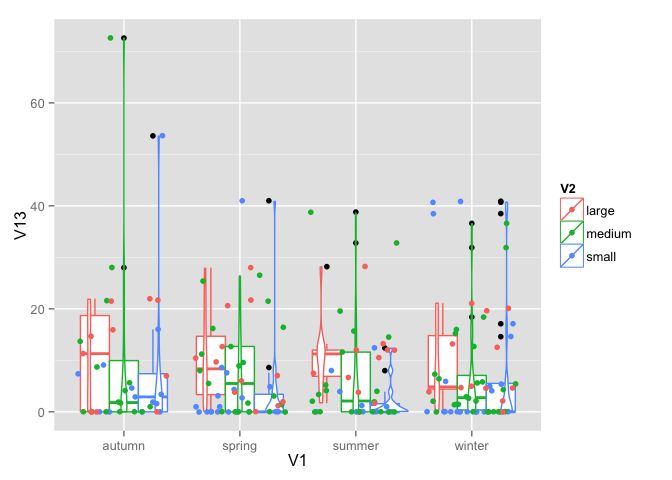 60
40
20
0
V13
autumn
spring
summer
winter
V1
V2
large
medium
small